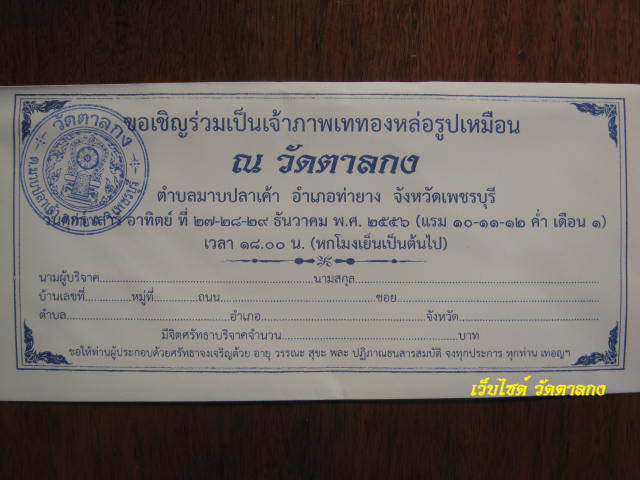 ขอเชิญร่วมเป็นเจ้าภาพเททองหล่อรูปเหมือน
ณ วัดตาลกง
ตำบลมาบปลาเค้า อำเภอท่ายาง จังหวัดเพชรบุรี
วันศุกร์ เสาร์ อาทิตย์ ที่ ๒๗-๒๘-๒๙ ธันวาคม พ.ศ. ๒๕๕๖ (แรม ๑๐-๑๑-๑๒ ค่ำ เดือน ๑)
เวลา ๑๘.๐๐ น. (หกโมงเย็นเป็นต้นไป)
นามผู้บริจาค..............................นามสกุล..............................
บ้านเลขที่............หมู่ที่............ถนน..............................ซอย..............................
ตำบล..............................อำเภอ..............................จังหวัด..............................
มีจิตศรัทธาบริจาคจำนวน..............................บาท
ขอให้ท่านผู้ประกอบด้วยศรัทธาจงเจริญด้วย อายุ วรรณะ สุขะ พละ ปฏิภาณธนสารสมบัติ จงทุกประการ ทุกท่าน เทอญฯ
วัดตาลกง
เว็บไซต์ วัดตาลกง